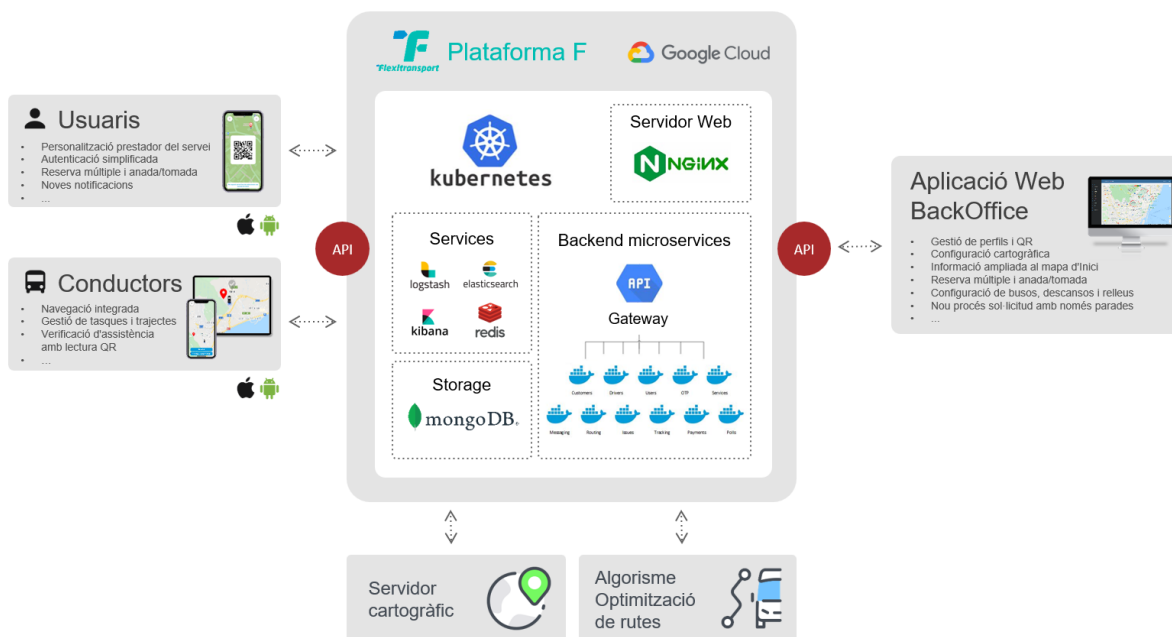 Flexitransport
Plataforma F
Google Cloud
Usuaris
Personalització prestador del servei
Autenticació simplificada
Reserva múltiple i anada/tornada
Noves notificacions
...
Conductors
Navegació integrada
Gestió de tasques i trajectes
Verificació d'assistència
amb lectura QR
...
API
kubernetes
Servidor Web
NGINX
Services
logstash
elasticsearch
kibana
redis
Storage
mongoDB®
Backend microservices
API
Gateway
Customers
Drivers
Users
OTP
Services
Messaging
Routing
Issues
Tracking
Payments
Polls
API
Aplicació Web
BackOffice
Gestió de perfils i QR
Configuració cartogràfica
Informació ampliada al mapa d'Inici
Reserva múltiple i anada/tornada
Configuració de busos, descansos i relleus
Nou procés sol·licitud amb només parades
...
Servidor
cartogràfic
Algorisme
Optimització
de rutes